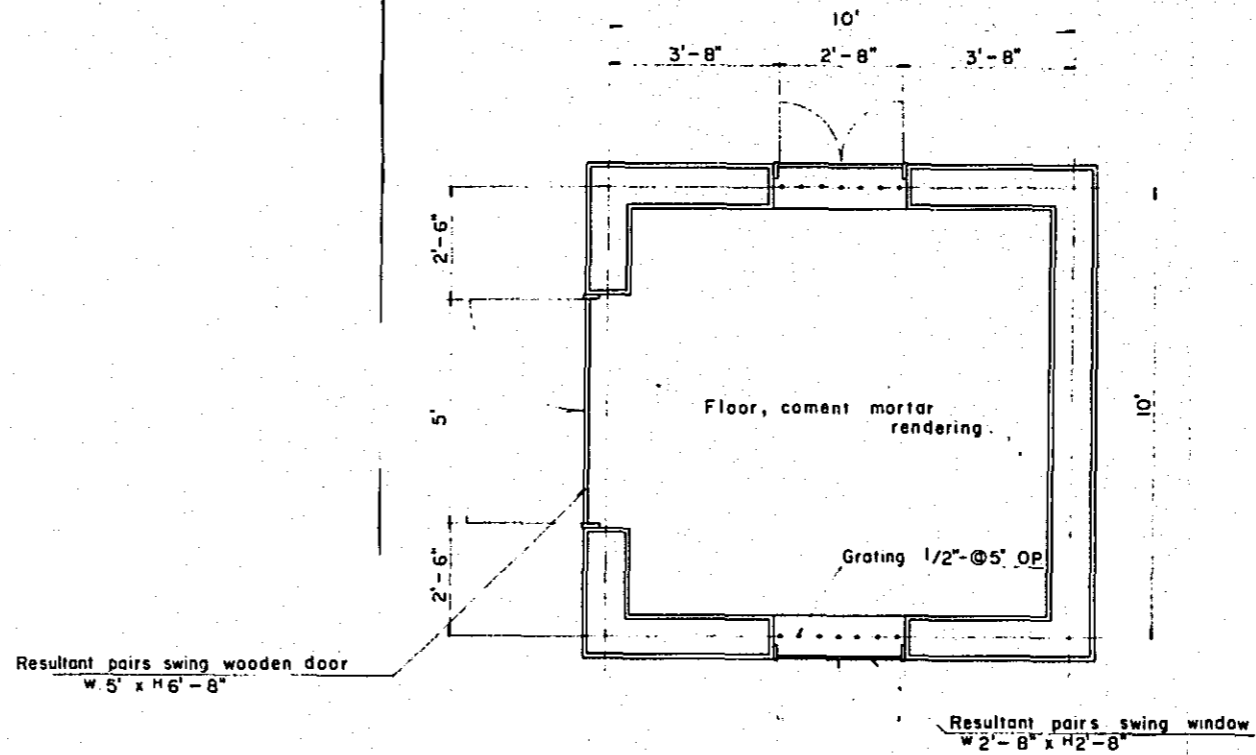 10'
3'-8" 2'-8" 3'-8"
2'-6"
5'
10'
Floor, coment mortar
rendering.
Grating 1/2"-@5" OP
2'-6"
Resultant pairs swing wooden door
W 5' x H 6'-8"
Resultant pairs swing window
W 2'-8" x H 2'-8"